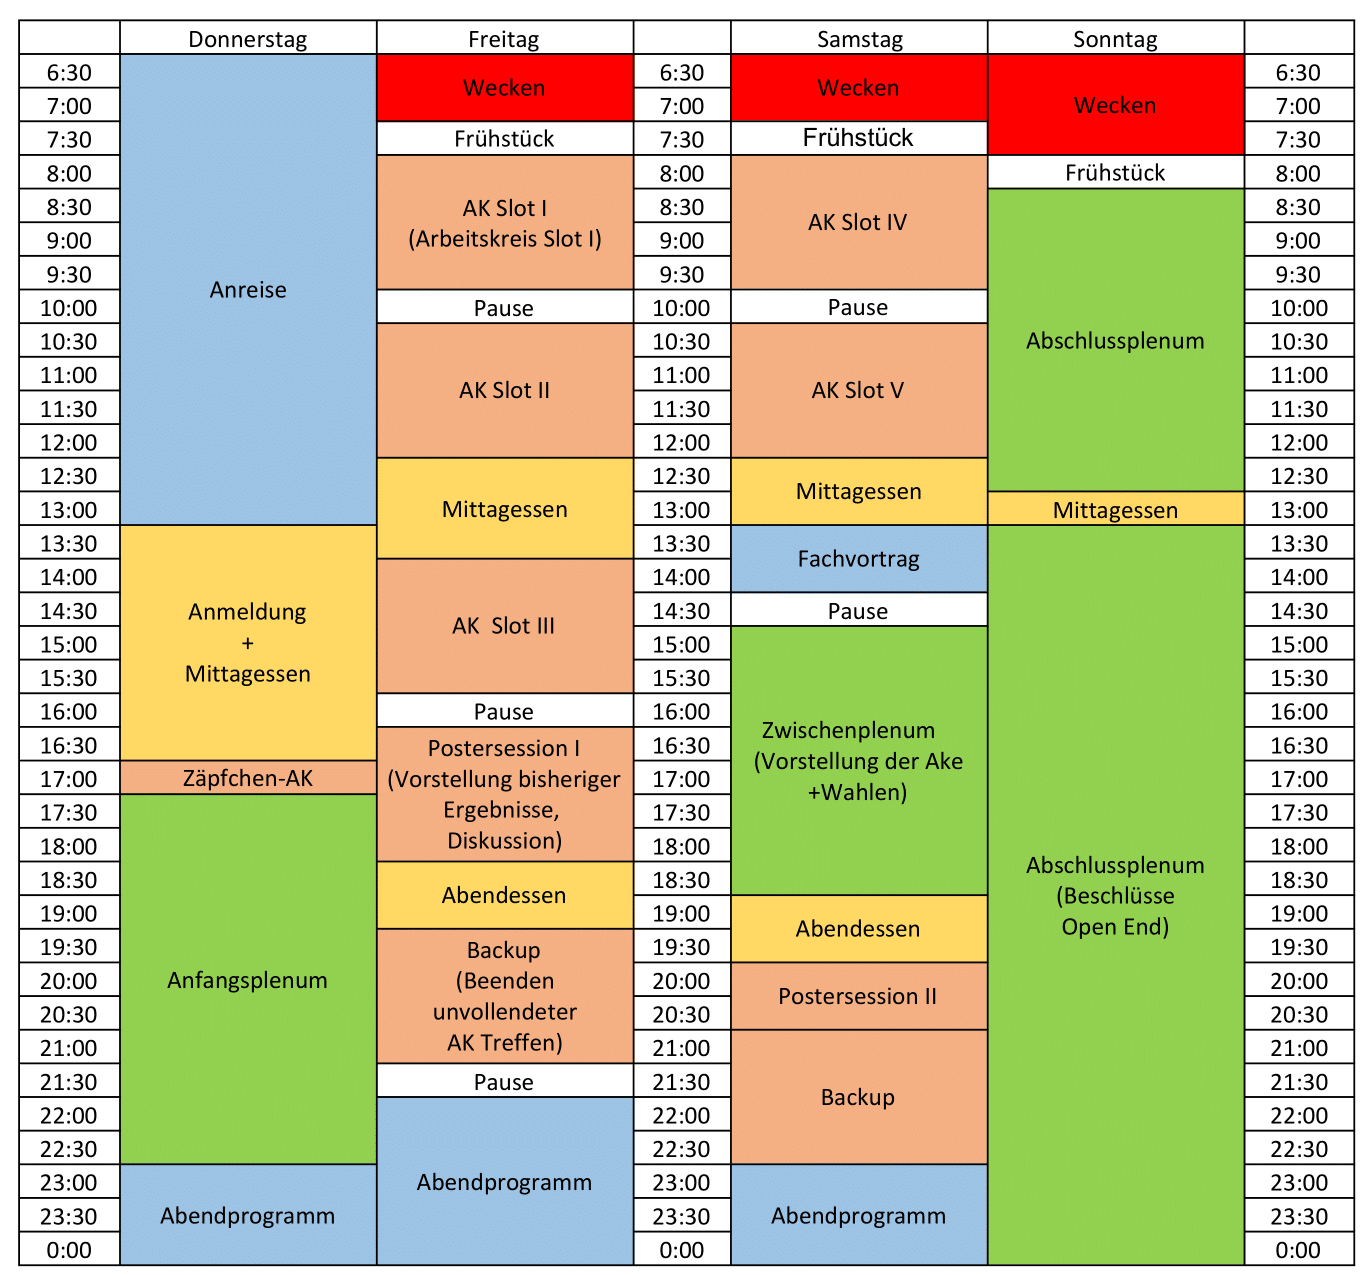 Donnerstag Freitag Samstag Sonntag
6:30 Wecken 6:30 Wecken Wecken 6:30
7:00 7:00 7:00
7:30 Frühstück 7:30 Frühstück 7:30
8:00 8:00 Frühstück 8:00
8:30 AK Slot I 8:30 AK Slot IV 8:30
9:00 (Arbeitskreis Slot I) 9:00 9:00
9:30 Anreise 9:30 9:30
10:00 Pause 10:00 Pause 10:00
10:30 10:30 Abschlussplenum 10:30
11:00 AK Slot II 11:00 AK Slot V 11:00
11:30 11:30 11:30
12:00 12:00 12:00
12:30 12:30 Mittagessen 12:30
13:00 Mittagessen 13:00 Mittagessen 13:00
13:30 13:30 Fachvortrag 13:30
14:00 14:00 14:00
14:30 Anmeldung 14:30 Pause 14:30
15:00 + AK Slot III 15:00 15:00
15:30 Mittagessen 15:30 15:30
16:00 Pause 16:00 Zwischenplenum 16:00
16:30 Postersession I 16:30 (Vorstellung der Ake 16:30
17:00 Zäpfchen-AK (Vorstellung bisheriger 17:00 +Wahlen) 17:00
17:30 Ergebnisse, 17:30 17:30
18:00 Diskussion) 18:00 18:00
18:30 Abendessen 18:30 Abschlussplenum 18:30
19:00 19:00 Abendessen (Beschlüsse 19:00
19:30 Backup 19:30 Open End) 19:30
20:00 Anfangsplenum (Beenden 20:00 Postersession II 20:00
20:30 unvollendeter 20:30 20:30
21:00 AK Treffen) 21:00 21:00
21:30 Pause 21:30 Backup 21:30
22:00 22:00 22:00
22:30 22:30 22:30
23:00 Abendprogramm 23:00 23:00
23:30 Abendprogramm 23:30 Abendprogramm 23:30
0:00 0:00 0:00